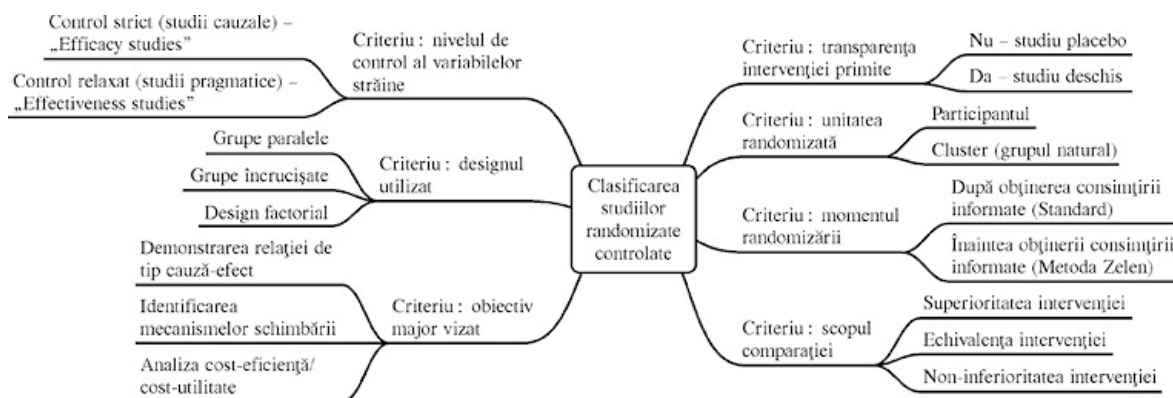 Control strict (studii cauzale) –
„Efficacy studies”
Control relaxat (studii pragmatice) –
„Effectiveness studies”
Criteriu : nivelul de
control al variabilelor
străine
Grupe paralele
Grupe încrucişate
Design factorial
Criteriu : designul
utilizat
Demonstrarea relaţiei de
tip cauză-efect
Identificarea
mecanismelor schimbării
Analiza cost-eficienţă/
cost-utilitate
Criteriu : obiectiv
major vizat
Clasificarea
studiilor
randomizate
controlate
Criteriu : transparenţa
intervenţiei primite
Nu – studiu placebo
Da – studiu deschis
Criteriu : unitatea
randomizată
Participantul
Cluster (grupul natural)
Criteriu : momentul
randomizării
După obţinerea consimţirii
informate (Standard)
Înaintea obţinerii consimţirii
informate (Metoda Zelen)
Criteriu : scopul
comparaţiei
Superioritatea intervenţiei
Echivalenţa intervenţiei
Non-inferioritatea intervenţiei